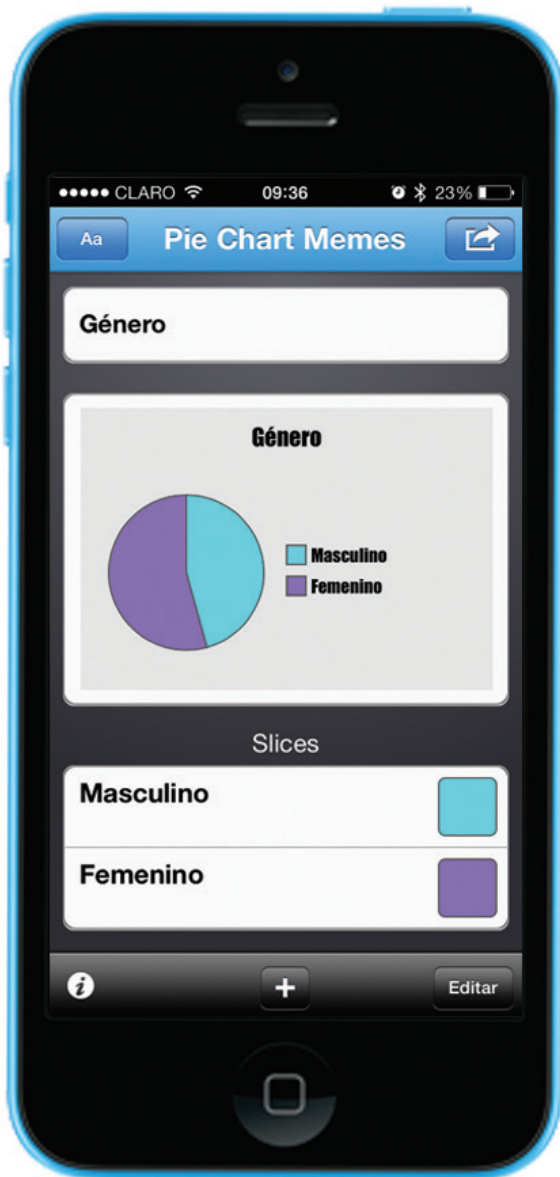 CLARO 09:36 23%
Aa Pie Chart Memes
Género
Género
Masculino
Femenino
Slices
Masculino
Femenino
i + Editar